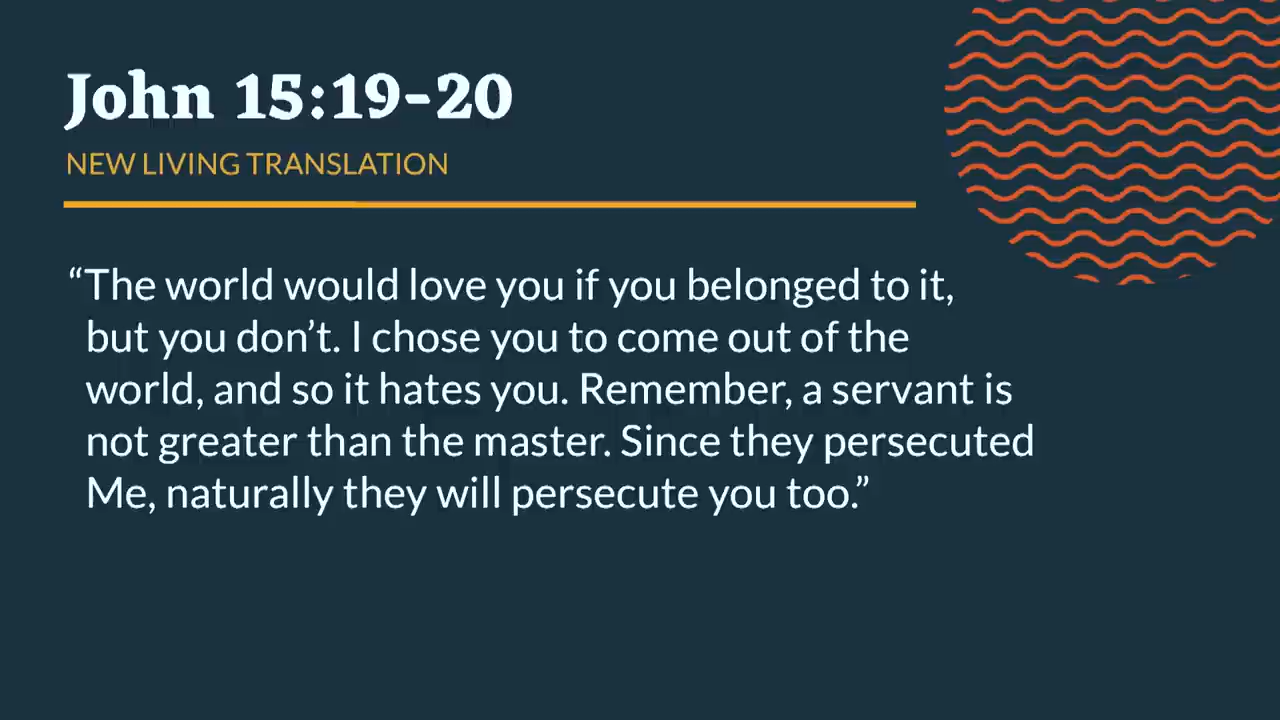 John 15:19-20
NEW LIVING TRANSLATION
“The world would love you if you belonged to it,
but you don’t. I chose you to come out of the
world, and so it hates you. Remember, a servant is
not greater than the master. Since they persecuted
Me, naturally they will persecute you too.”